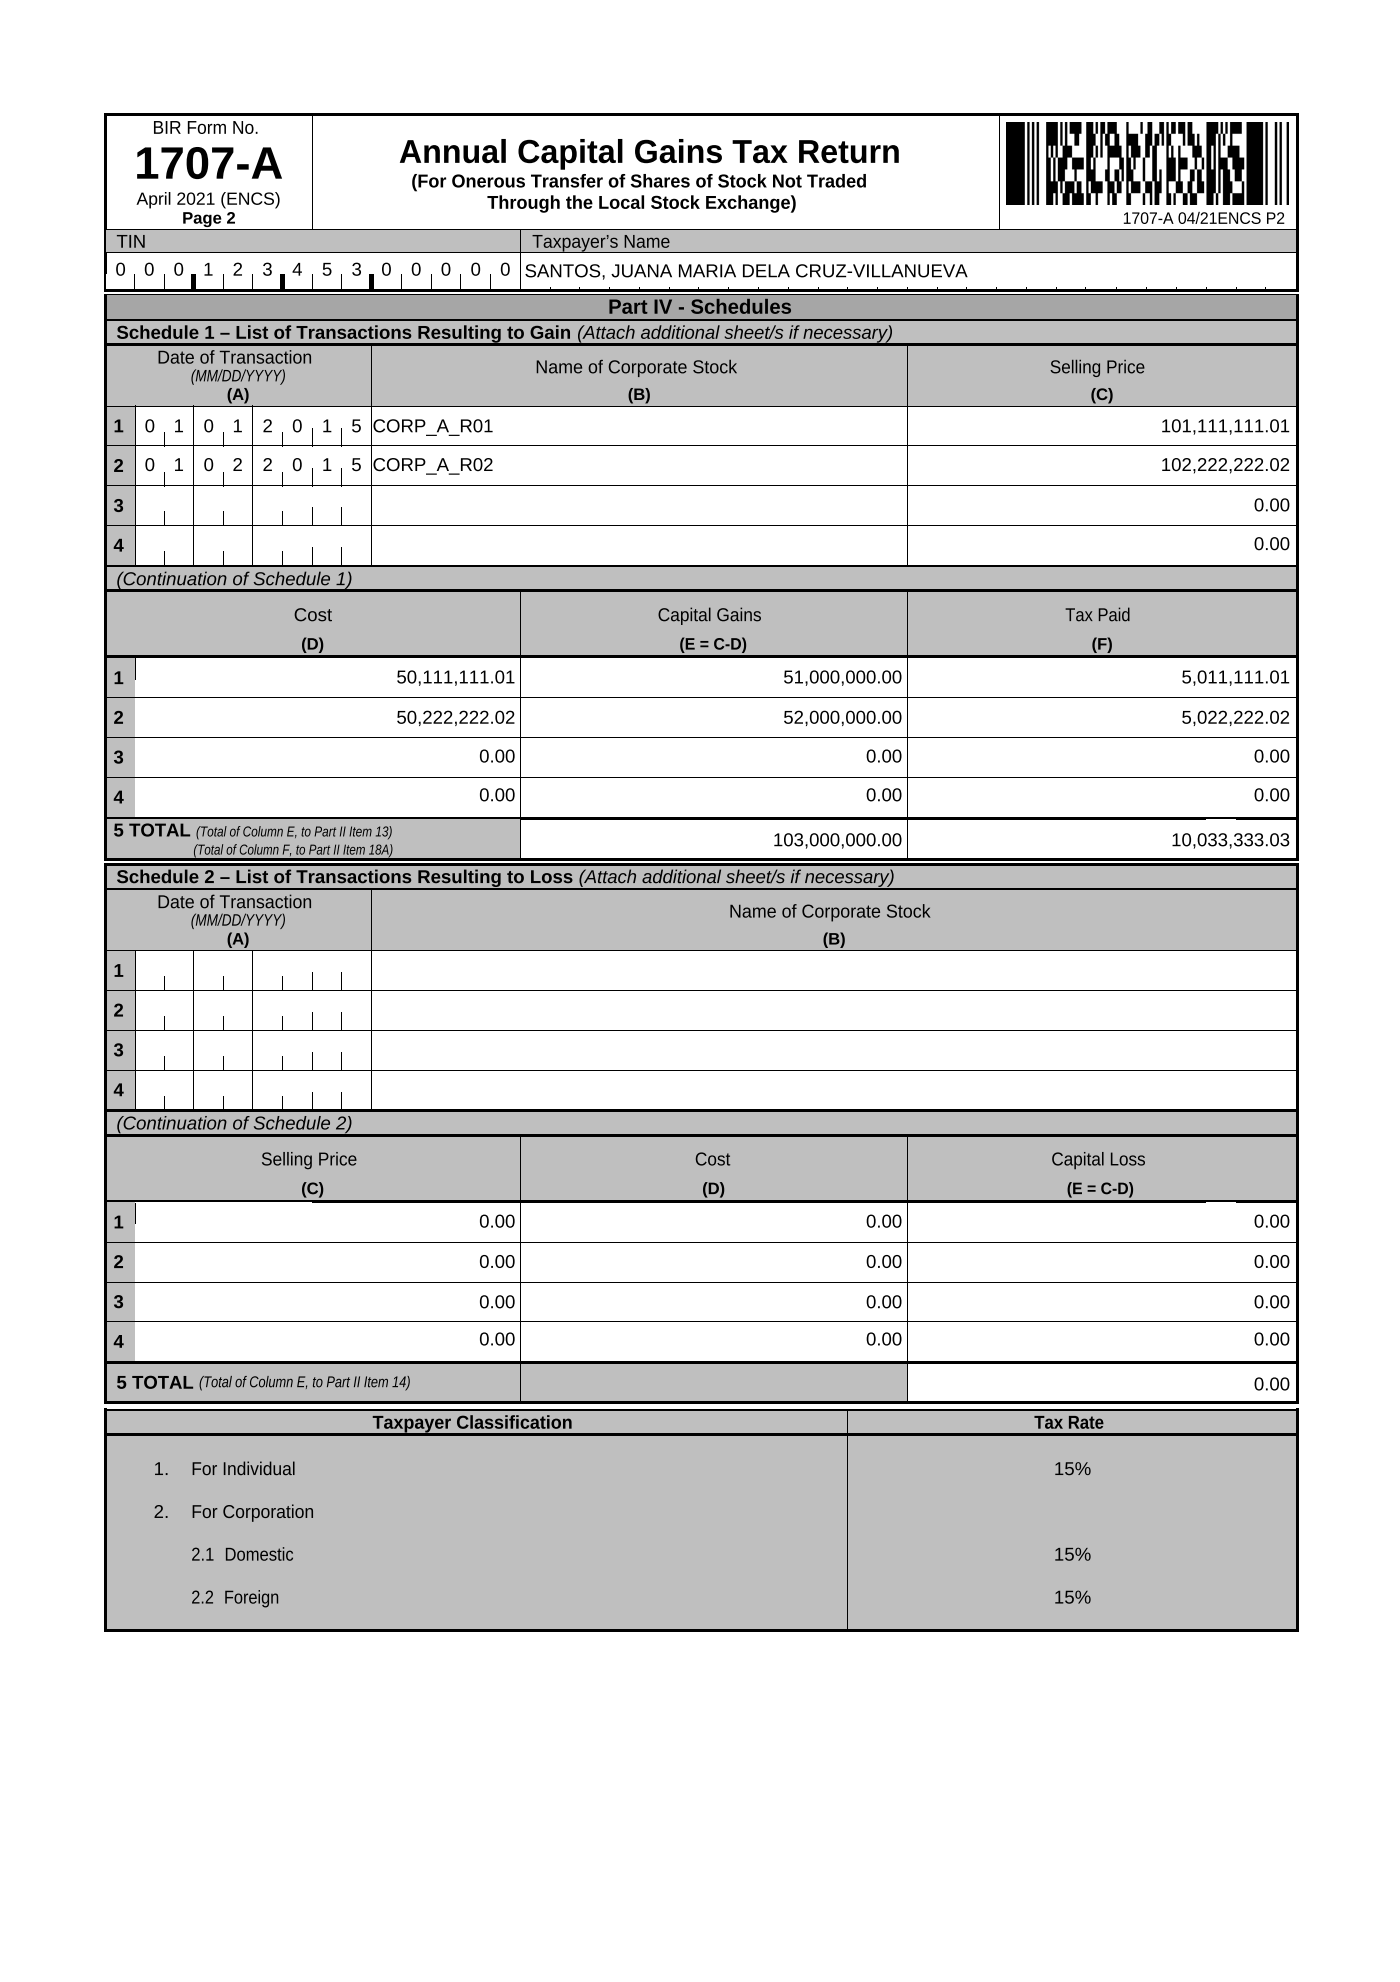 BIR Form No.
1707-A
April 2021 (ENCS)
Page 2
Annual Capital Gains Tax Return
(For Onerous Transfer of Shares of Stock Not Traded
Through the Local Stock Exchange)
1707-A 04/21ENCS P2
TIN Taxpayer's Name
0 0 0 1 2 3 4 5 3 0 0 0 0 0 SANTOS, JUANA MARIA DELA CRUZ-VILLANUEVA
Part IV - Schedules
Schedule 1 – List of Transactions Resulting to Gain (Attach additional sheet/s if necessary)
Date of Transaction
(MM/DD/YYYY)
(A)
Name of Corporate Stock
(B)
Selling Price
(C)
1 0 1 0 1 2 0 1 5 CORP_A_R01 101,111,111.01
2 0 1 0 2 2 0 1 5 CORP_A_R02 102,222,222.02
3 0.00
4 0.00
(Continuation of Schedule 1)
Cost Capital Gains Tax Paid
(D) (E = C-D) (F)
1 50,111,111.01 51,000,000.00 5,011,111.01
2 50,222,222.02 52,000,000.00 5,022,222.02
3 0.00 0.00 0.00
4 0.00 0.00 0.00
5 TOTAL (Total of Column E, to Part II Item 13)
(Total of Column F, to Part II Item 18A)
103,000,000.00 10,033,333.03
Schedule 2 – List of Transactions Resulting to Loss (Attach additional sheet/s if necessary)
Date of Transaction
(MM/DD/YYYY)
(A)
Name of Corporate Stock
(B)
1
2
3
4
(Continuation of Schedule 2)
Selling Price Cost Capital Loss
(C) (D) (E = C-D)
1 0.00 0.00 0.00
2 0.00 0.00 0.00
3 0.00 0.00 0.00
4 0.00 0.00 0.00
5 TOTAL (Total of Column E, to Part II Item 14) 0.00
Taxpayer Classification Tax Rate
1. For Individual 15%
2. For Corporation
2.1 Domestic 15%
2.2 Foreign 15%